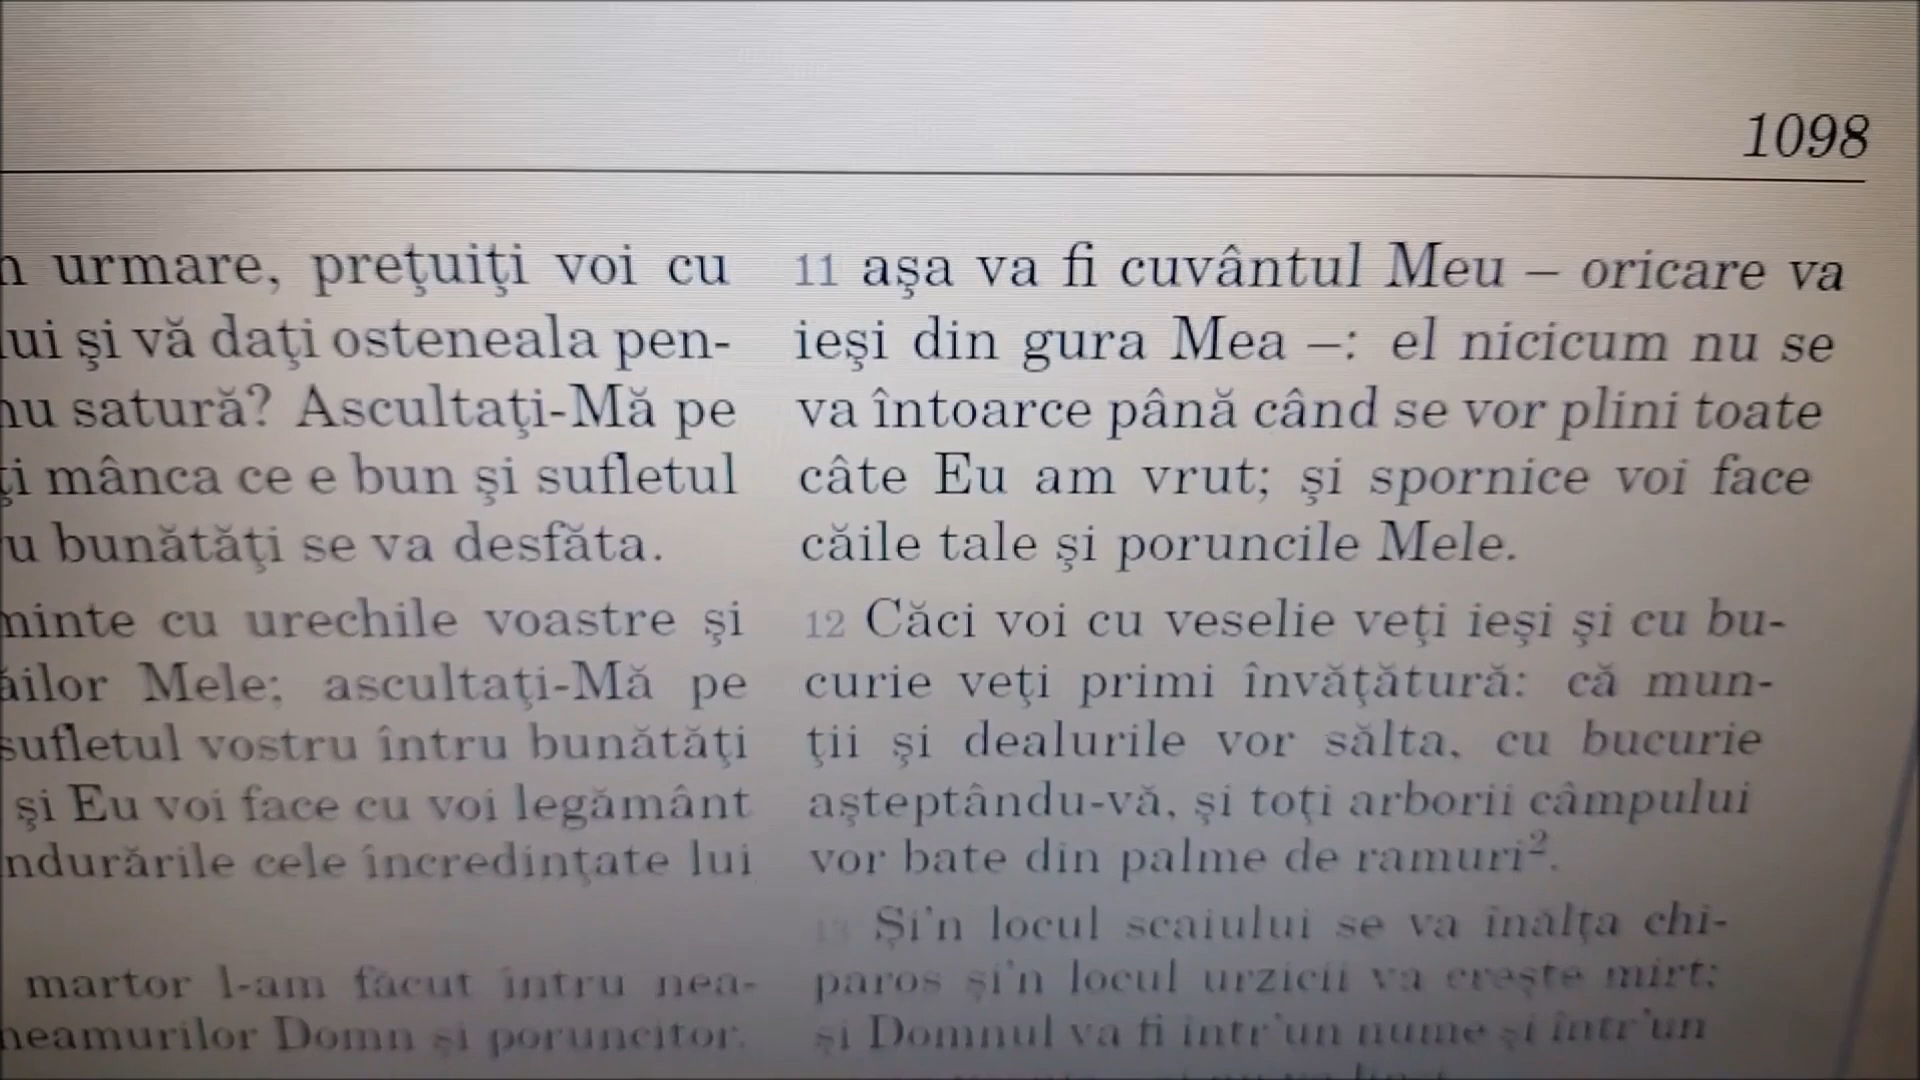 1098
urmare, preţuiţi voi cu
şi vă daţi osteneala pen-
satură? Ascultaţi-Mă pe
mânca ce e bun şi sufletul
bunătăţi se va desfăta.
cu urechile voastre şi
Mele; ascultaţi-Mă pe
sufletul vostru întru bunătăţi
şi Eu voi face cu voi legământ
cele încredinţate lui
martor l-am făcut întru nea-
neamurilor Domn şi poruncitor.
11 aşa va fi cuvântul Meu – oricare va
ieşi din gura Mea –: el nicicum nu se
va întoarce până când se vor plini toate
câte Eu am vrut; şi spornice voi face
căile tale şi poruncile Mele.
12 Căci voi cu veselie veţi ieşi şi cu bu-
curie veţi primi învăţătură: că mun-
ţii şi dealurile vor sălta, cu bucurie
aşteptându-vă, şi toţi arborii câmpului
vor bate din palme de ramuri².
13 Şi'n locul scaiului se va înălţa chi-
paros şi'n locul urzicii va creşte mirt;
şi Domnul va fi într'un nume şi într'un